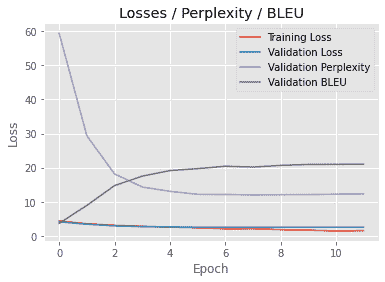 Losses / Perplexity / BLEU
Training Loss
Validation Loss
Validation Perplexity
Validation BLEU
Loss
60
50
40
30
20
10
0
0 2 4 6 8 10
Epoch